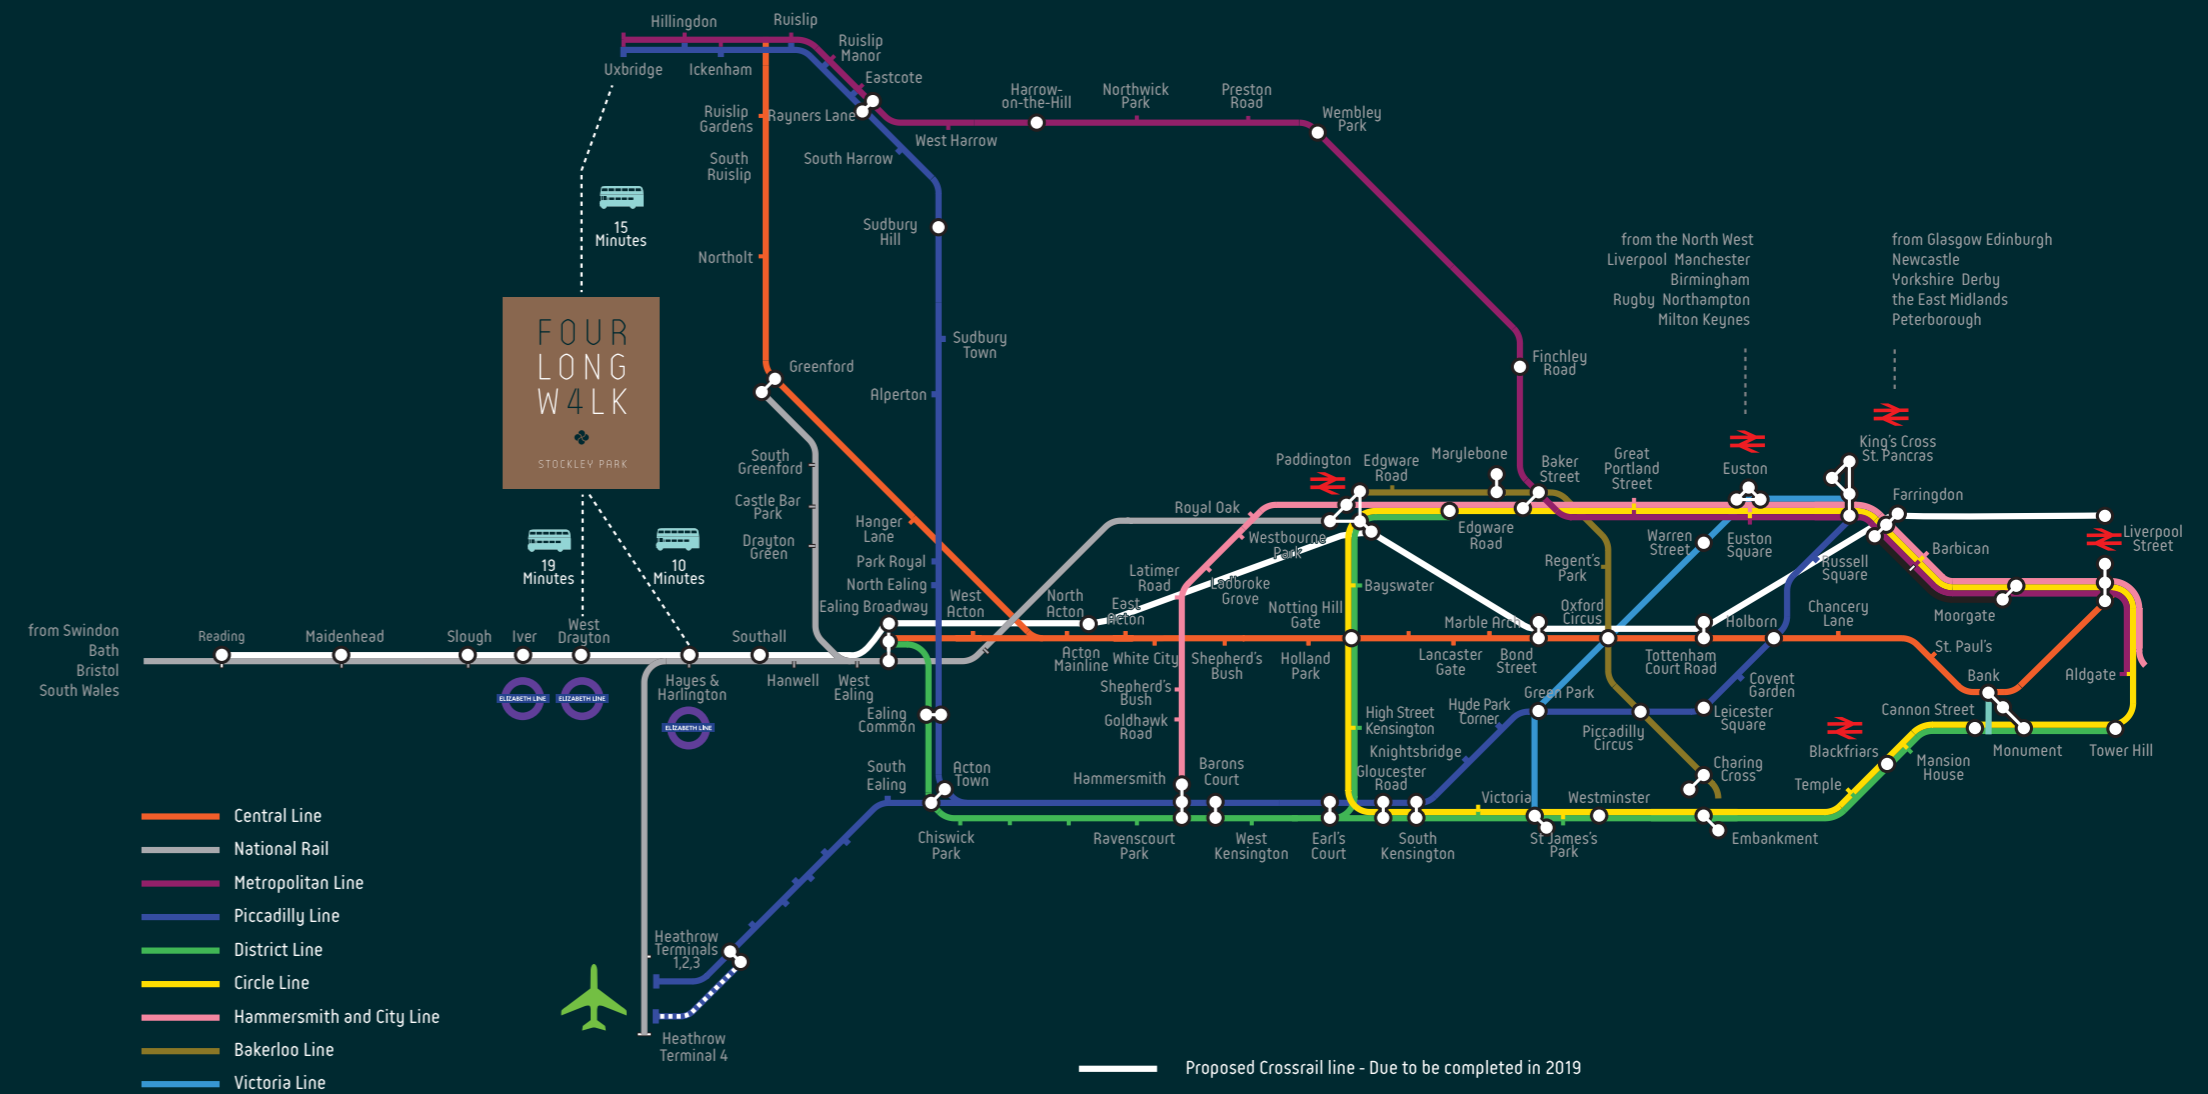 Hillingdon
Ruislip
Uxbridge
Ickenham
Ruislip
Manor
Eastcote
Ruislip
Gardens
Rayners Lane
South
Ruislip
South Harrow
West Harrow
Harrow-
on-the-Hill
Northwick
Park
Preston
Road
Wembley
Park
Northolt
Sudbury
Hill
Sudbury
Town
Alperton
Greenford
15
Minutes
FOUR
LONG
W4LK
STOCKLEY PARK
19
Minutes
10
Minutes
from the North West
Liverpool Manchester
Birmingham
Rugby Northampton
Milton Keynes
from Glasgow Edinburgh
Newcastle
Yorkshire Derby
the East Midlands
Peterborough
Finchley
Road
South
Greenford
Castle Bar
Park
Drayton
Green
Hanger
Lane
Park Royal
North Ealing
Ealing Broadway
West
Acton
North
Acton
East
Acton
Royal Oak
Paddington
Edgware
Road
Marylebone
Baker
Street
Great
Portland
Street
Euston
King's Cross
St. Pancras
Farringdon
Liverpool
Street
Westbourne
Park
Edgware
Road
Warren
Street
Euston
Square
Russell
Square
Barbican
Moorgate
Latimer
Road
Ladbroke
Grove
Bayswater
Regent's
Park
Notting Hill
Gate
Marble Arch
Oxford
Circus
Holborn
Chancery
Lane
St. Paul's
Bank
Aldgate
from Swindon
Bath
Bristol
South Wales
Reading
Maidenhead
Slough
Iver
West
Drayton
Southall
Hayes &
Harlington
Hanwell
West
Ealing
ELIZABETH LINE
ELIZABETH LINE
ELIZABETH LINE
Acton
Mainline
White City
Shepherd's
Bush
Holland
Park
Lancaster
Gate
Bond
Street
Tottenham
Court Road
Shepherd's
Bush
Goldhawk
Road
Ealing
Common
High Street
Kensington
Hyde Park
Corner
Green Park
Knightsbridge
Piccadilly
Circus
Covent
Garden
Leicester
Square
Cannon Street
Blackfriars
Mansion
House
Monument
Tower Hill
Temple
Charing
Cross
South
Ealing
Acton
Town
Hammersmith
Barons
Court
Gloucester
Road
Victoria
Westminster
Chiswick
Park
Ravenscourt
Park
West
Kensington
Earl's
Court
South
Kensington
St James's
Park
Embankment
Heathrow
Terminals
1,2,3
Heathrow
Terminal 4
Central Line
National Rail
Metropolitan Line
Piccadilly Line
District Line
Circle Line
Hammersmith and City Line
Bakerloo Line
Victoria Line
Proposed Crossrail line - Due to be completed in 2019